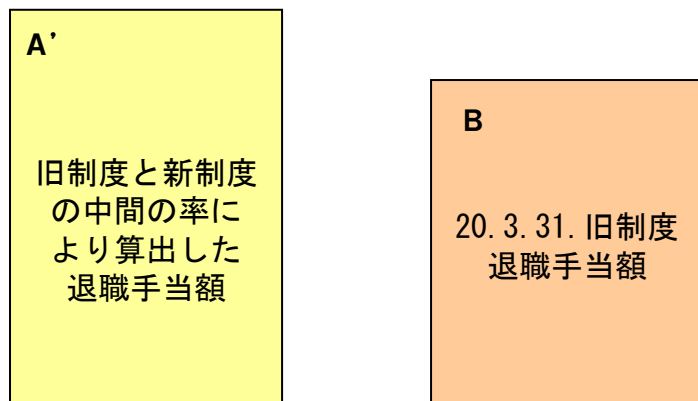 A’
旧制度と新制度
の中間の率に
より算出した
退職手当額
B
20.3.31.旧制度
退職手当額